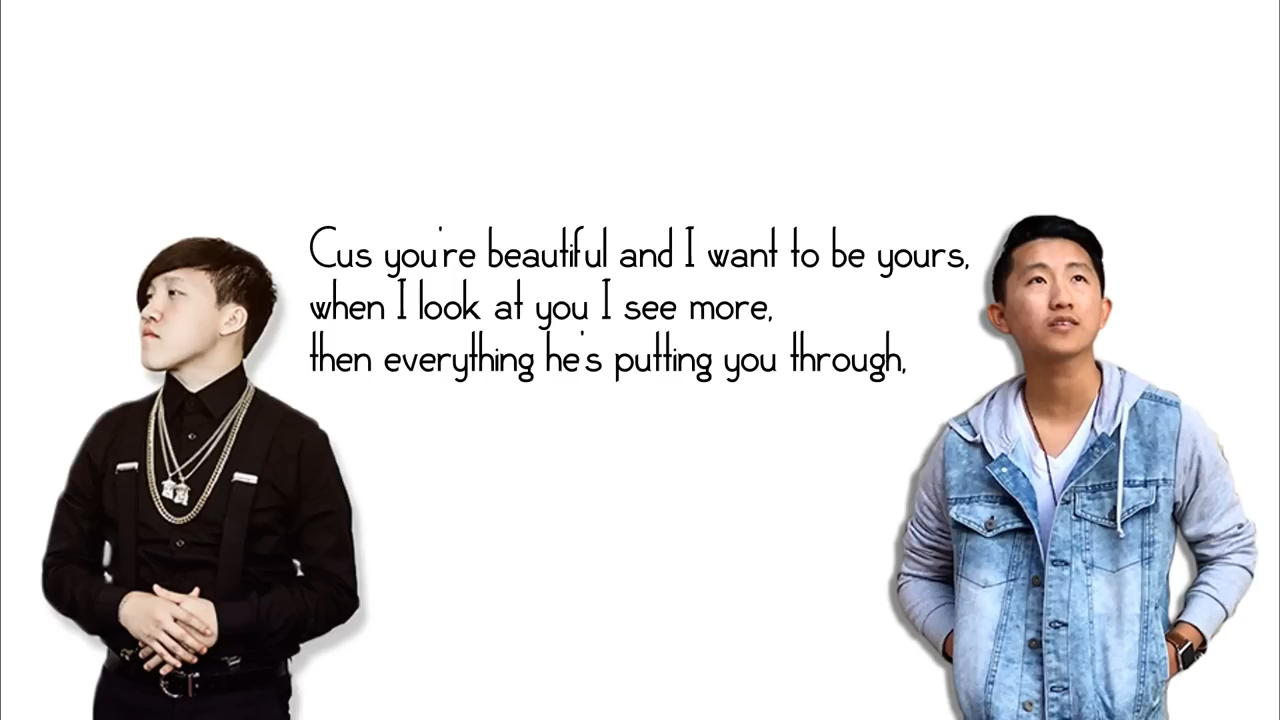 Cus you're beautiful and I want to be yours,
when I look at you I see more,
then everything he's putting you through,